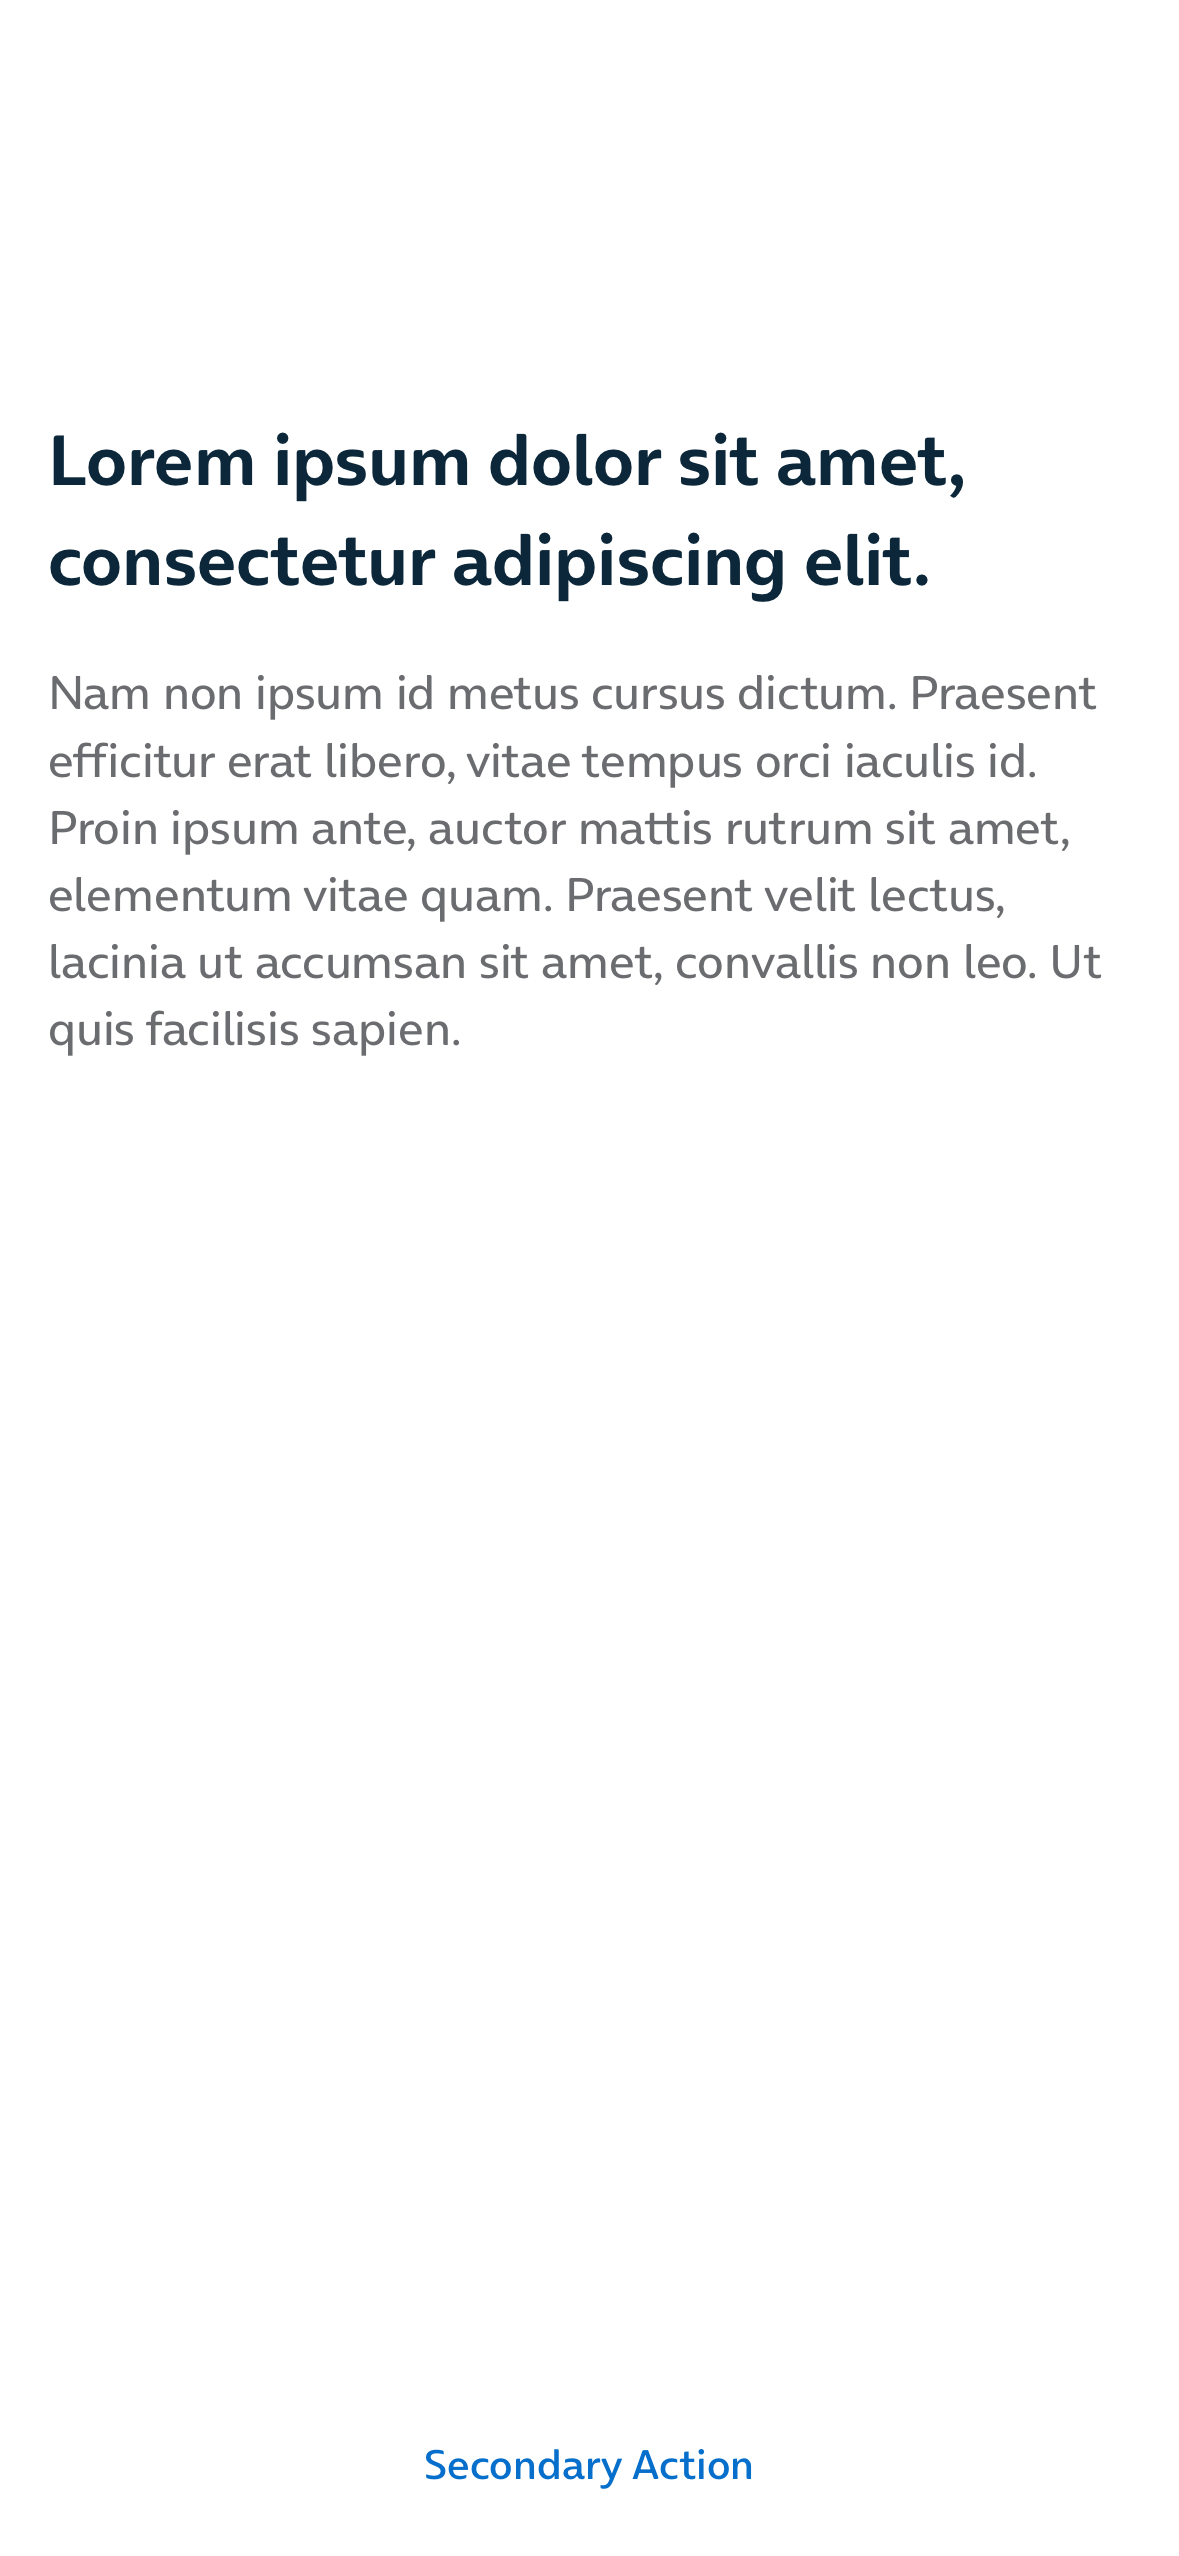 Lorem ipsum dolor sit amet,
consectetur adipiscing elit.
Nam non ipsum id metus cursus dictum. Praesent
efficitur erat libero, vitae tempus orci iaculis id.
Proin ipsum ante, auctor mattis rutrum sit amet,
elementum vitae quam. Praesent velit lectus,
lacinia ut accumsan sit amet, convallis non leo. Ut
quis facilisis sapien.
Secondary Action